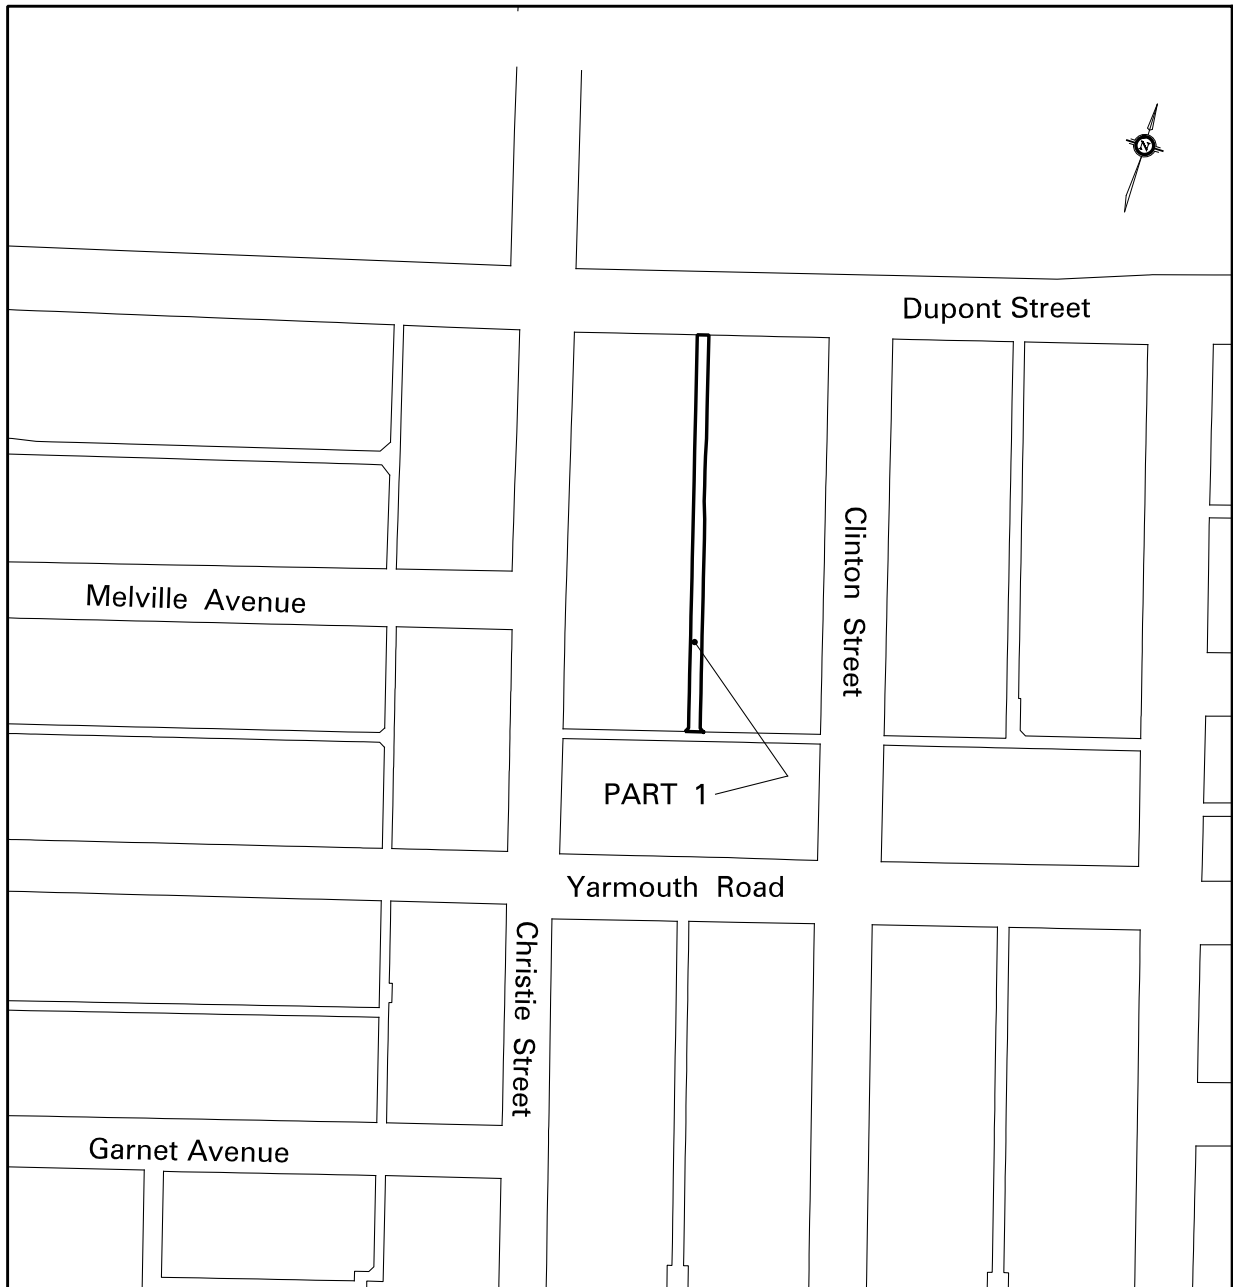 N
Dupont Street
Clinton Street
Melville Avenue
PART 1
Yarmouth Road
Christie Street
Garnet Avenue